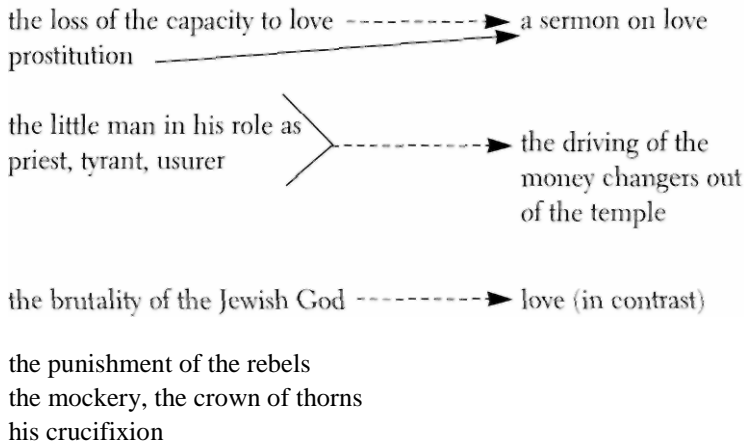 the loss of the capacity to love a sermon on love
prostitution
the little man in his role as
priest, tyrant, usurer
the driving of the
money changers out
of the temple
the brutality of the Jewish God love (in contrast)
the punishment of the rebels
the mockery, the crown of thorns
his crucifixion